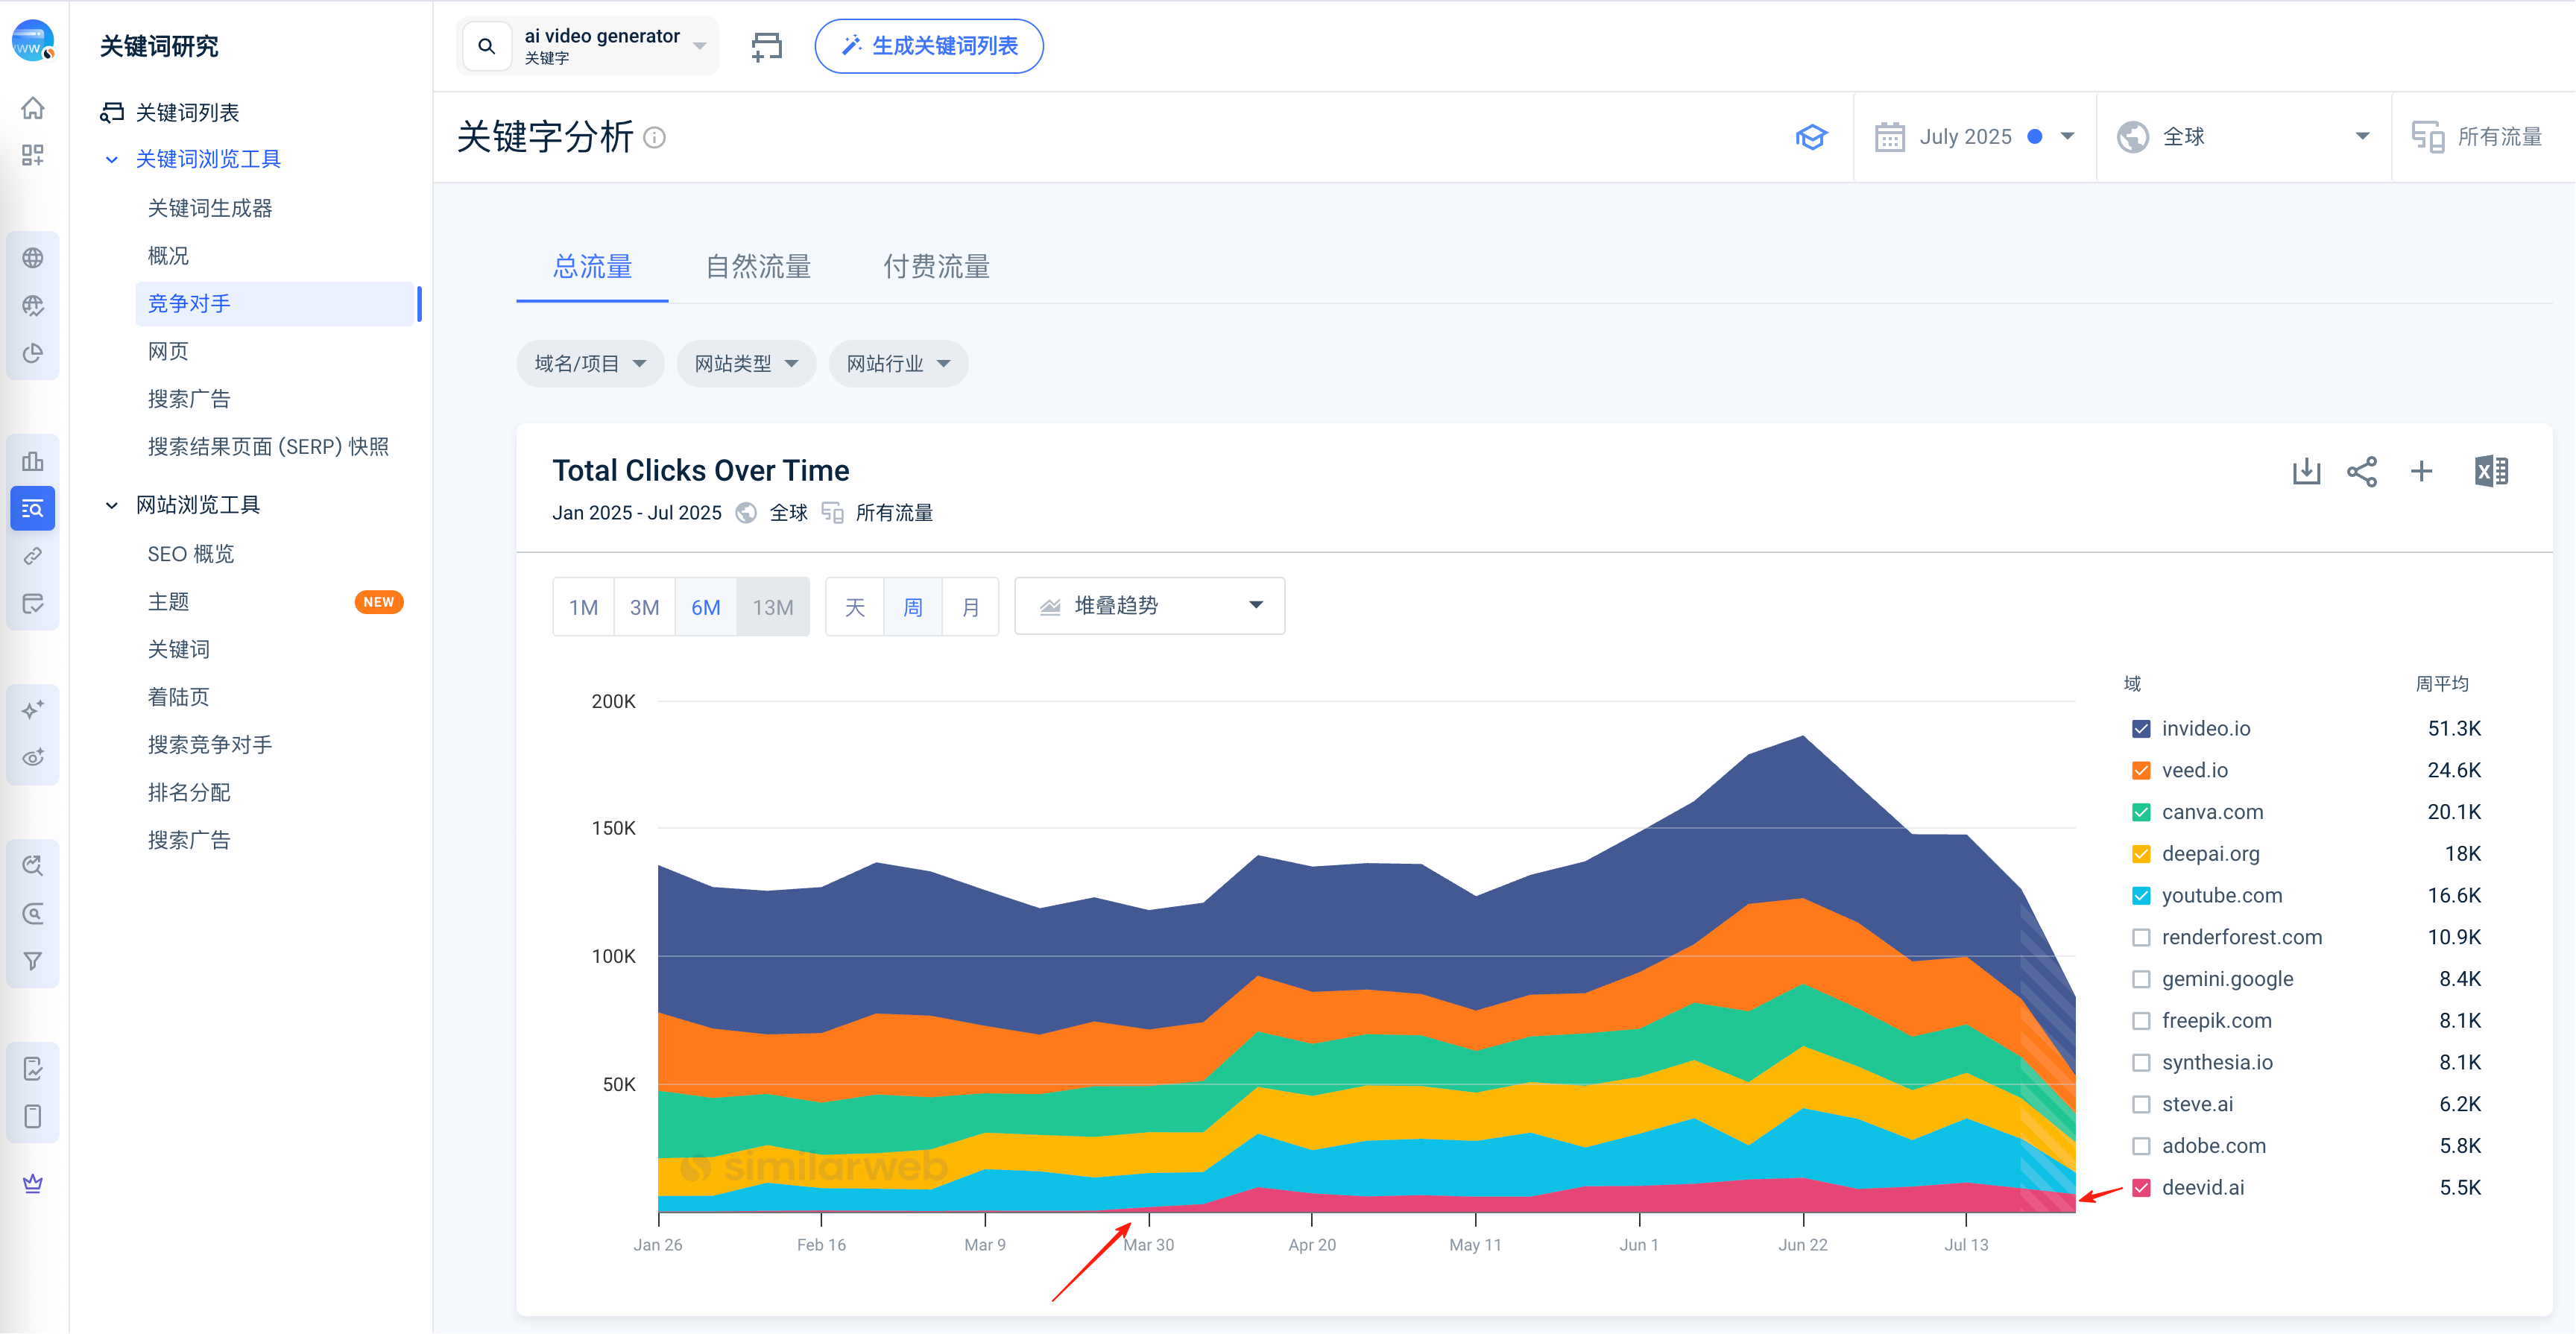 www
关键词研究
关键词列表
关键词浏览工具
关键词生成器
概况
竞争对手
网页
搜索广告
搜索结果页面 (SERP) 快照
网站浏览工具
SEO 概览
主题
NEW
关键词
着陆页
搜索竞争对手
排名分配
搜索广告
ai video generator
关键字
生成关键词列表
关键字分析
July 2025
全球
所有流量
总流量
自然流量
付费流量
域名/项目
网站类型
网站行业
Total Clicks Over Time
Jan 2025 - Jul 2025 全球 所有流量
1M 3M 6M 13M
天 周 月
堆叠趋势
200K
150K
100K
50K
similarweb
Jan 26 Feb 16 Mar 9 Mar 30 Apr 20 May 11 Jun 1 Jun 22 Jul 13
域 周平均
invideo.io 51.3K
veed.io 24.6K
canva.com 20.1K
deepai.org 18K
youtube.com 16.6K
renderforest.com 10.9K
gemini.google 8.4K
freepik.com 8.1K
synthesia.io 8.1K
steve.ai 6.2K
adobe.com 5.8K
deevid.ai 5.5K